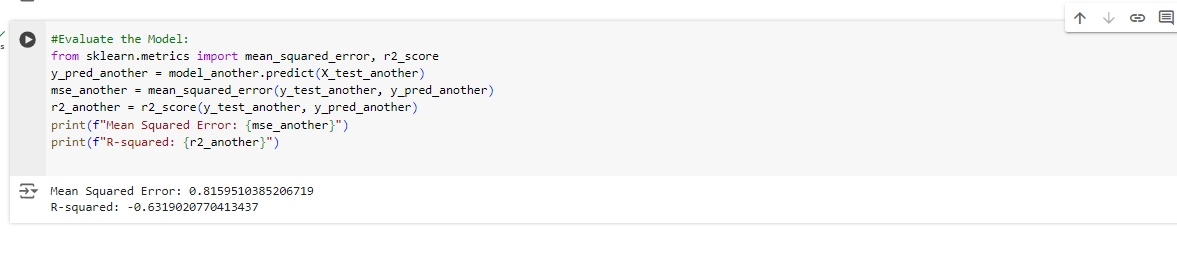 #Evaluate the Model:
from sklearn.metrics import mean_squared_error, r2_score
y_pred_another = model_another.predict(X_test_another)
mse_another = mean_squared_error(y_test_another, y_pred_another)
r2_another = r2_score(y_test_another, y_pred_another)
print(f"Mean Squared Error: {mse_another}")
print(f"R-squared: {r2_another}")
Mean Squared Error: 0.8159510385206719
R-squared: -0.6319020770413437